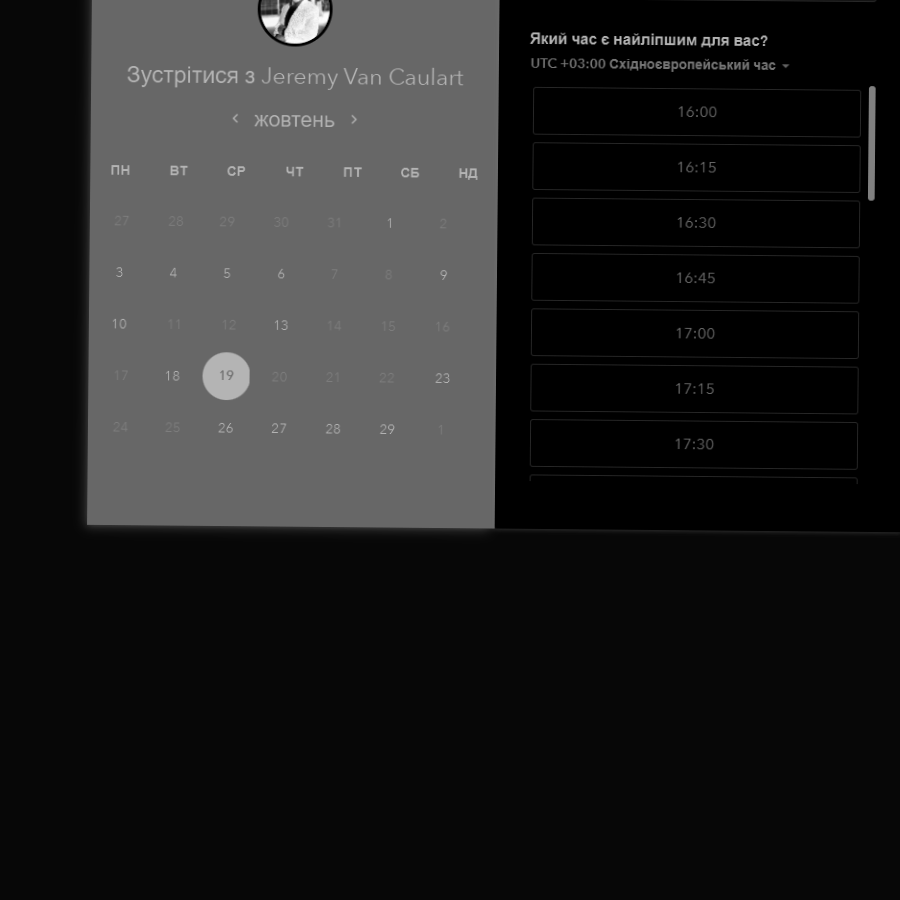 Зустрітися з Jeremy Van Caulart
‹ жовтень ›
ПН ВТ СР ЧТ ПТ СБ НД
27 28 29 30 31 1 2
3 4 5 6 7 8 9
10 11 12 13 14 15 16
17 18 19 20 21 22 23
24 25 26 27 28 29 1
Який час є найліпшим для вас?
UTC +03:00 Східноєвропейський час
16:00
16:15
16:30
16:45
17:00
17:15
17:30